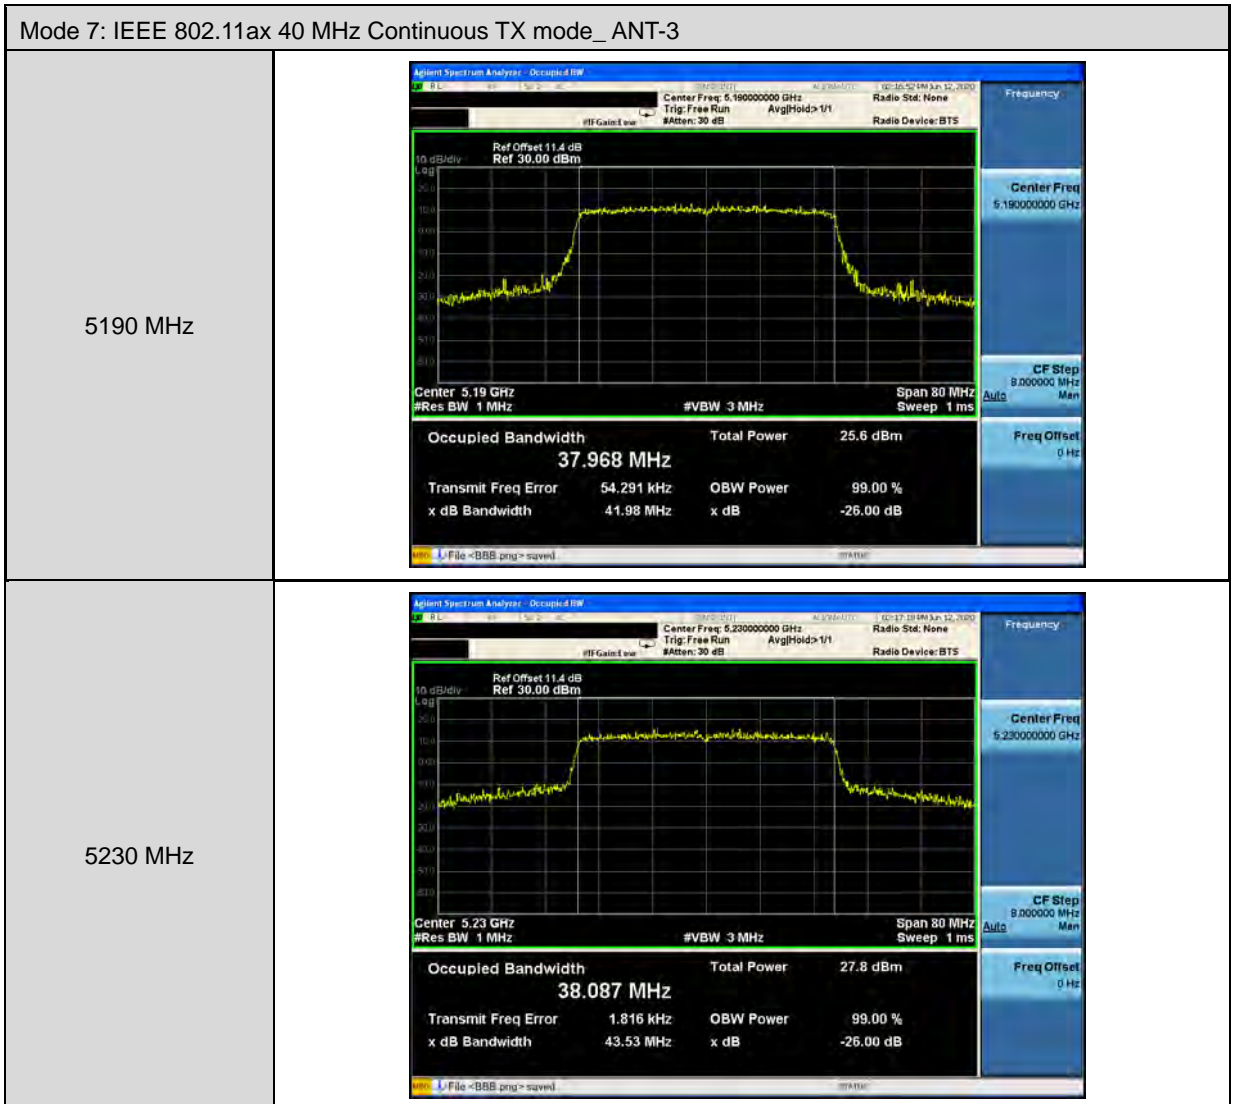 Mode 7: IEEE 802.11ax 40 MHz Continuous TX mode_ ANT-3
5190 MHz
Agilent Spectrum Analyzer - Occupied BW
Center Freq: 5.190000000 GHz
Radio Std: None
Trig: Free Run
Avg|Hold>1/1
#IFGain:Low
#Atten: 30 dB
Radio Device: BTS
Frequency
Ref Offset 11.4 dB
10 dB/div
Ref 30.00 dBm
Log
Center Freq
5.190000000 GHz
Center 5.19 GHz
Span 80 MHz
#Res BW 1 MHz
#VBW 3 MHz
Sweep 1 ms
CF Step
8.000000 MHz
Auto
Man
Freq Offset
0 Hz
Occupied Bandwidth
Total Power
25.6 dBm
37.968 MHz
Transmit Freq Error
54.291 kHz
OBW Power
99.00 %
x dB Bandwidth
41.98 MHz
x dB
-26.00 dB
File <BBB.png> saved
5230 MHz
Agilent Spectrum Analyzer - Occupied BW
Center Freq: 5.230000000 GHz
Radio Std: None
Trig: Free Run
Avg|Hold>1/1
#IFGain:Low
#Atten: 30 dB
Radio Device: BTS
Frequency
Ref Offset 11.4 dB
10 dB/div
Ref 30.00 dBm
Log
Center Freq
5.230000000 GHz
Center 5.23 GHz
Span 80 MHz
#Res BW 1 MHz
#VBW 3 MHz
Sweep 1 ms
CF Step
8.000000 MHz
Auto
Man
Freq Offset
0 Hz
Occupied Bandwidth
Total Power
27.8 dBm
38.087 MHz
Transmit Freq Error
1.816 kHz
OBW Power
99.00 %
x dB Bandwidth
43.53 MHz
x dB
-26.00 dB
File <BBB.png> saved